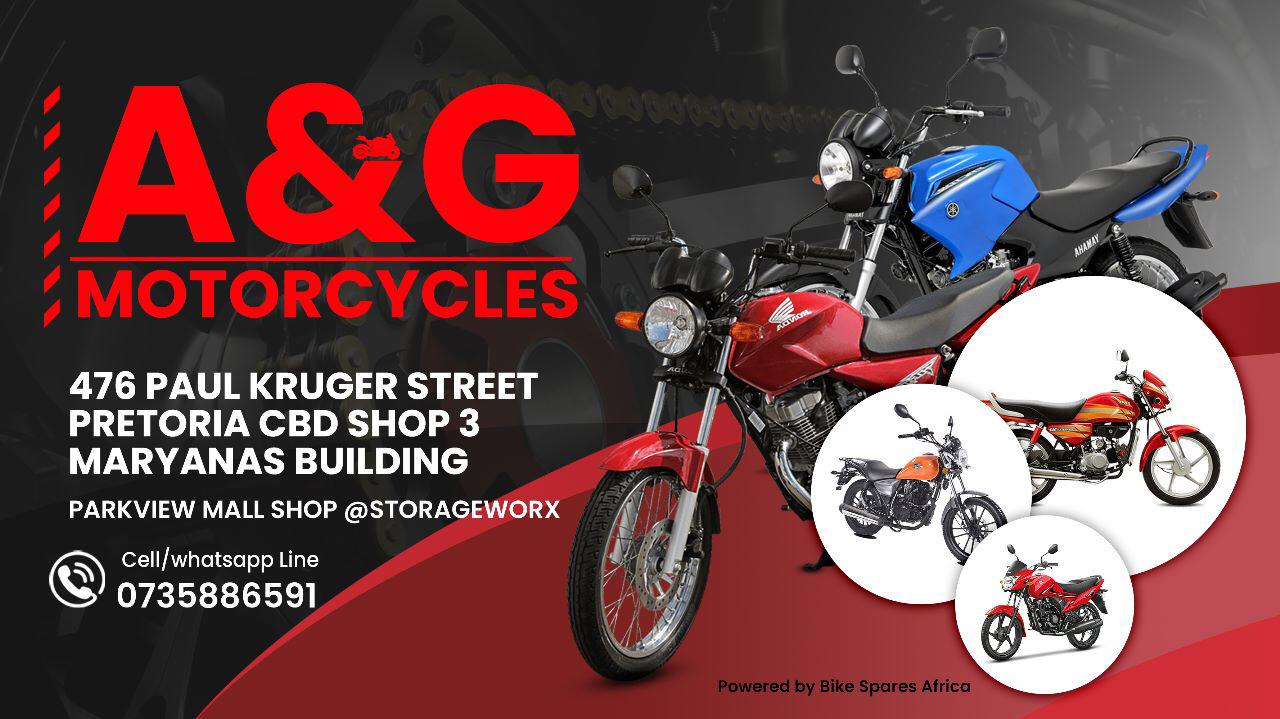 A&G
MOTORCYCLES
476 PAUL KRUGER STREET
PRETORIA CBD SHOP 3
MARYANAS BUILDING
PARKVIEW MALL SHOP @STORAGEWORX
Cell/whatsapp Line
0735886591
AHAMAY
Powered by Bike Spares Africa